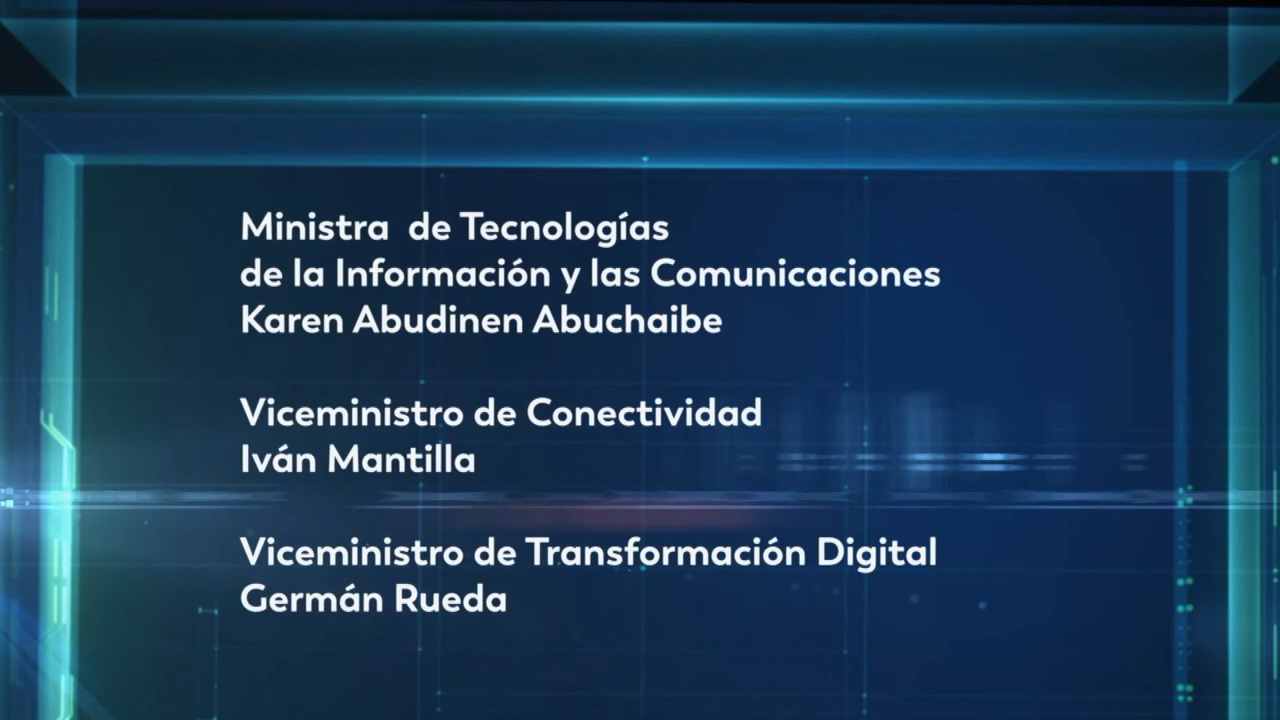 Ministra  de Tecnologías
de la Información y las Comunicaciones
Karen Abudinen Abuchaibe
Viceministro de Conectividad
Iván Mantilla
Viceministro de Transformación Digital
Germán Rueda